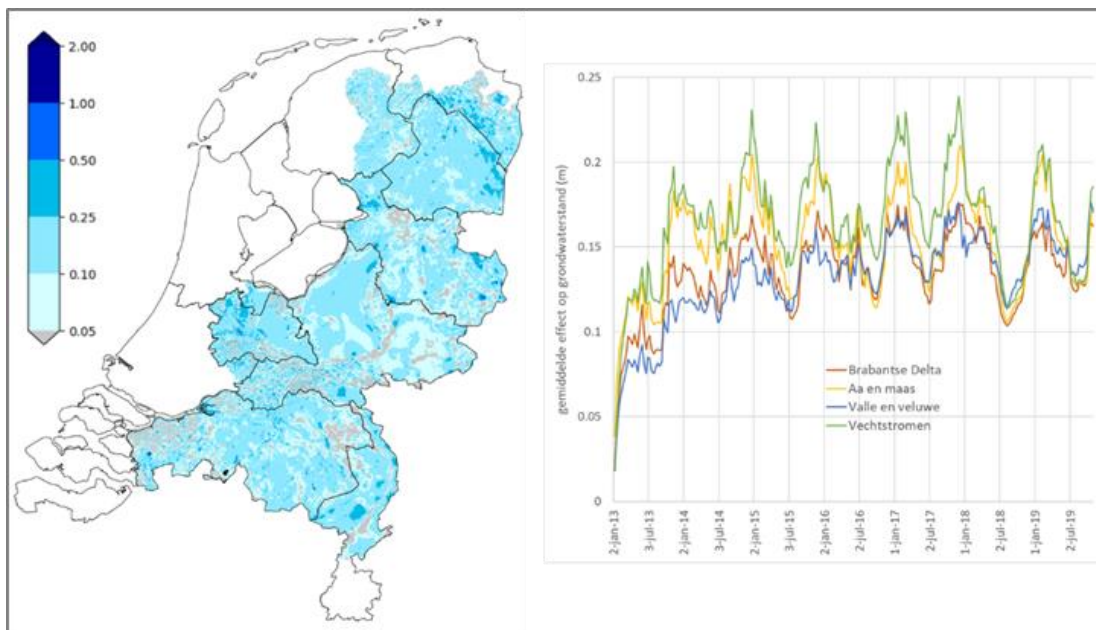 2.00
1.00
0.50
0.25
0.10
0.05
gemiddelde effect op grondwaterstand (m)
0.25
0.2
0.15
0.1
0.05
0
Brabantse Delta
Aa en maas
Valle en veluwe
Vechtstromen
2-jan-13
3-jul-13
2-jan-14
3-jul-14
2-jan-15
3-jul-15
2-jan-16
2-jul-16
1-jan-17
2-jul-17
1-jan-18
2-jul-18
1-jan-19
2-jul-19